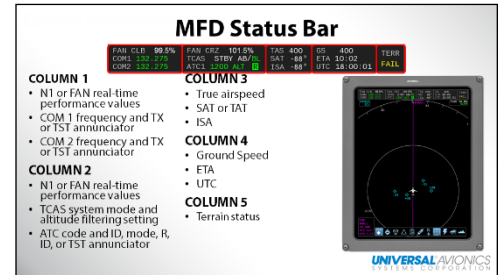 MFD Status Bar
FAN CLB 99.5% FAN CRZ 101.5% TAS 400 GS 400 TERR
COM1 132.275 TCAS STBY AB/BL SAT -88° ETA 10:02
COM2 132.275 ATC1 1200 ALT R ISA -88° UTC 18:00:01 FAIL
COLUMN 1
• N1 or FAN real-time
performance values
• COM 1 frequency and TX
or TST annunciator
• COM 2 frequency and TX
or TST annunciator
COLUMN 2
• N1 or FAN real-time
performance values
• TCAS system mode and
altitude filtering setting
• ATC code and ID, mode, R,
ID, or TST annunciator
COLUMN 3
• True airspeed
• SAT or TAT
• ISA
COLUMN 4
• Ground Speed
• ETA
• UTC
COLUMN 5
• Terrain status
UNIVERSAL AVIONICS
SYSTEMS CORPORATION